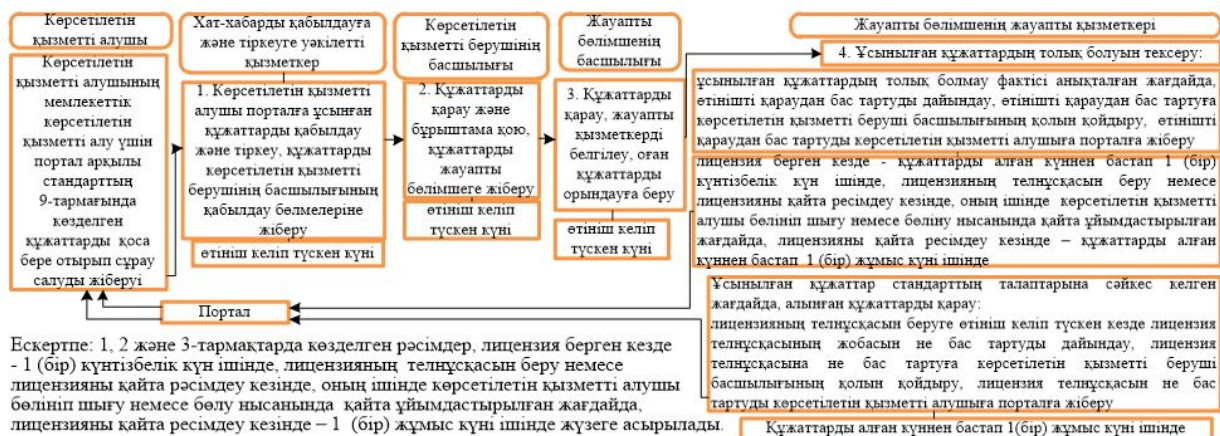 Көрсетілетін
қызметті алушы
Көрсетілетін
қызметті алушының
мемлекеттік
көрсетілетін
қызметті алу үшін
портал арқылы
стандарттың
9-тармағында
көзделген
құжаттарды қоса
бере отырып сұрау
салуды жіберуі
Хат-хабарды қабылдауға
және тіркеуге уәкілетті
қызметкер
1. Көрсетілетін қызметті
алушы порталға ұсынған
құжаттарды қабылдау
және тіркеу, құжаттарды
көрсетілетін қызметті
берушінің басшылығының
қабылдау бөлмелеріне
жіберу
өтініш келіп түскен күні
Көрсетілетін
қызметті берушінің
басшылығы
2. Құжаттарды
қарау және
бұрыштама қою,
құжаттарды
жауапты
бөлімшеге жіберу
өтініш келіп
түскен күні
Жауапты
бөлімшенің
басшылығы
3. Құжаттарды
қарау, жауапты
қызметкерді
белгілеу, оған
құжаттарды
орындауға беру
өтініш келіп
түскен күні
Жауапты бөлімшенің жауапты қызметкері
4. Ұсынылған құжаттардың толық болуын тексеру:
ұсынылған құжаттардың толық болмау фактісі анықталған жағдайда,
өтінішті қараудан бас тартуды дайындау, өтінішті қараудан бас тартуға
көрсетілетін қызметті беруші басшылығының қолын қойдыру, өтінішті
қараудан бас тартуды көрсетілетін қызметті алушыға порталға жіберу
лицензия берген кезде - құжаттарды алған күннен бастап 1 (бір)
күнтізбелік күн ішінде, лицензияның телнұсқасын беру немесе
лицензияны қайта ресімдеу кезінде, оның ішінде көрсетілетін қызметті
алушы бөлініп шығу немесе бөліну нысанында қайта ұйымдастырылған
жағдайда, лицензияны қайта ресімдеу кезінде – құжаттарды алған
күннен бастап 1 (бір) жұмыс күні ішінде
Ұсынылған құжаттар стандарттың талаптарына сәйкес келген
жағдайда, алынған құжаттарды қарау:
лицензияның телнұсқасын беруге өтініш келіп түскен кезде лицензия
телнұсқасының жобасын не бас тартуды дайындау, лицензия
телнұсқасына не бас тартуға көрсетілетін қызметті беруші
басшылығының қолын қойдыру, лицензия телнұсқасын не бас
тартуды көрсетілетін қызметті алушыға порталға жіберу
Құжаттарды алған күннен бастап 1(бір) жұмыс күні ішінде
Портал
Ескертпе: 1, 2 және 3-тармақтарда көзделген рәсімдер, лицензия берген кезде
- 1 (бір) күнтізбелік күн ішінде, лицензияның телнұсқасын беру немесе
лицензияны қайта рәсімдеу кезінде, оның ішінде көрсетілетін қызметті алушы
бөлініп шығу немесе бөлу нысанында қайта ұйымдастырылған жағдайда,
лицензияны қайта ресімдеу кезінде – 1 (бір) жұмыс күні ішінде жүзеге асырылады.